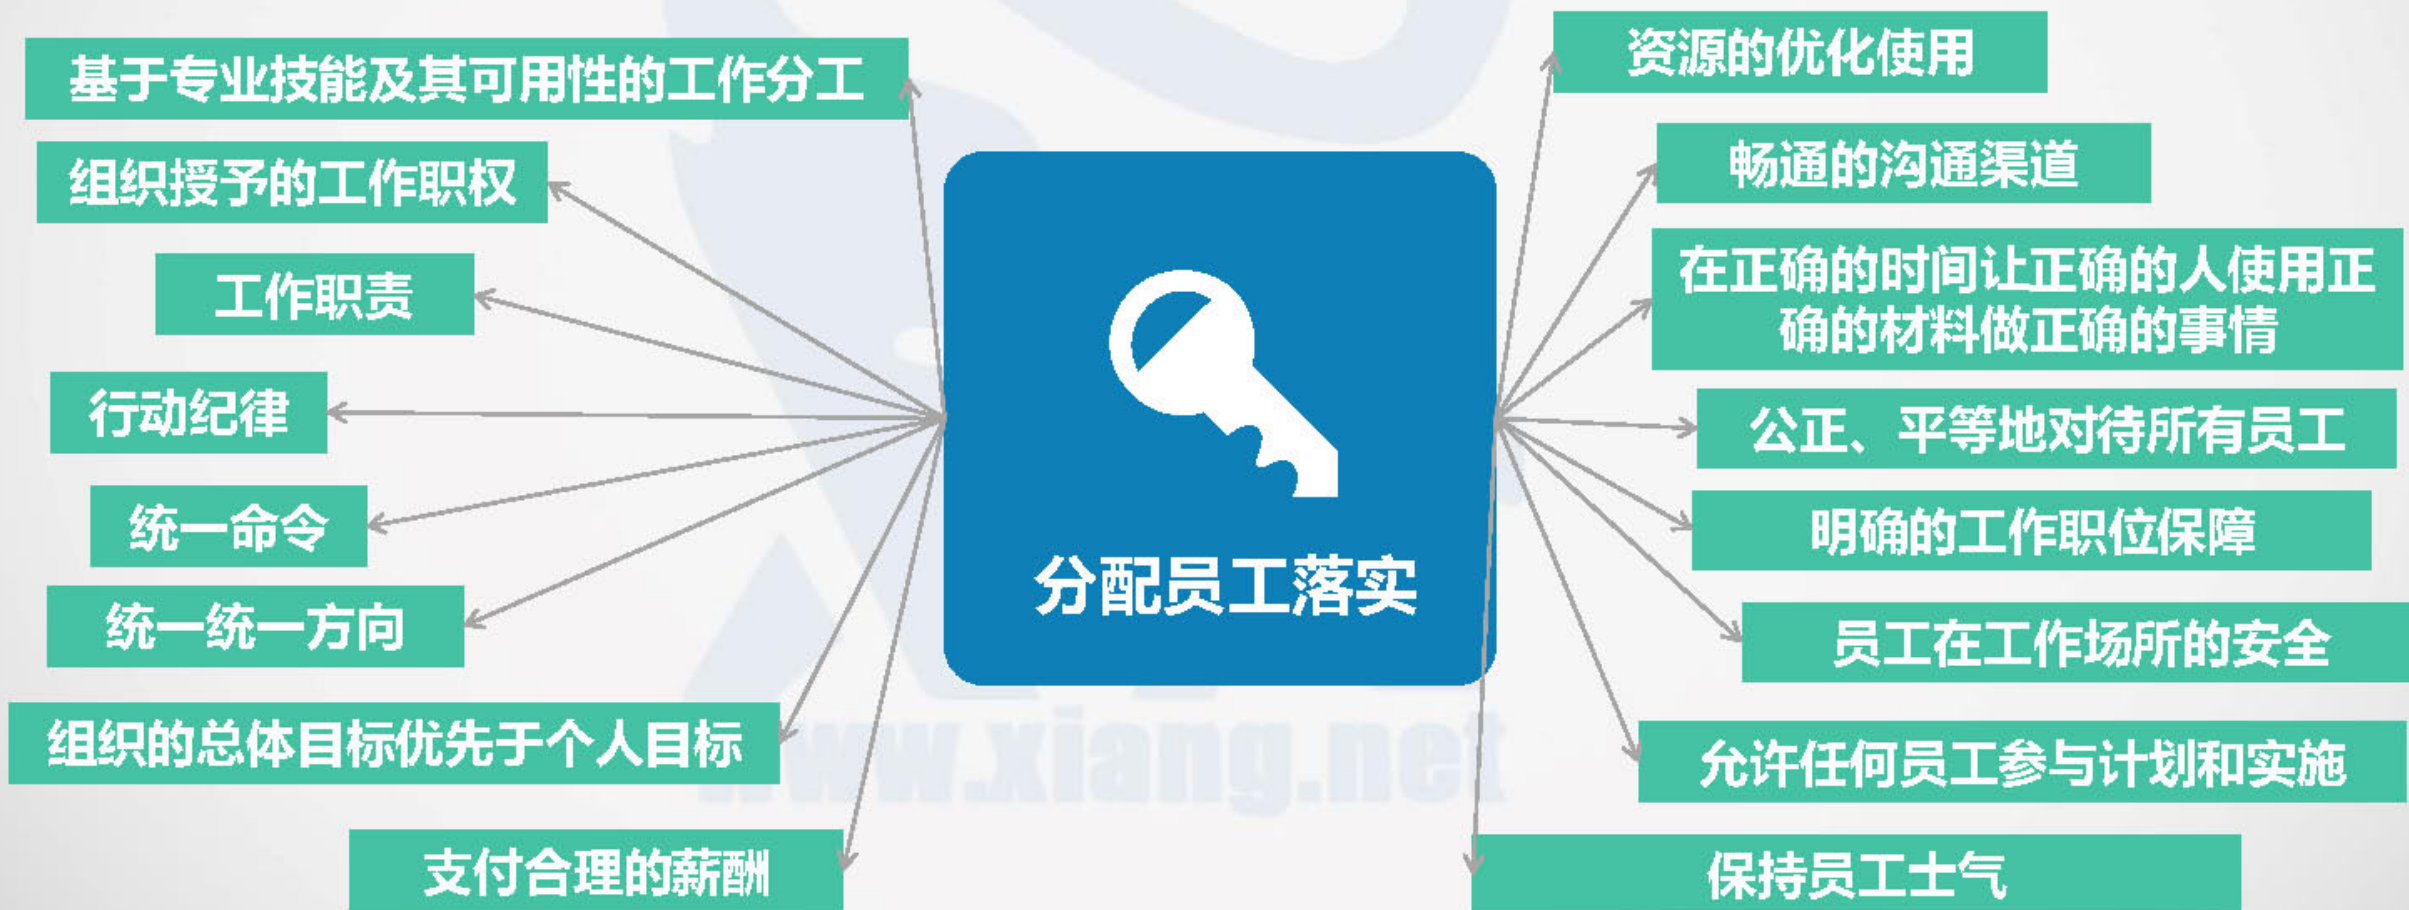 基于专业技能及其可用性的工作分工
组织授予的工作职权
工作职责
行动纪律
统一命令
统一统一方向
组织的总体目标优先于个人目标
支付合理的薪酬
分配员工落实
资源的优化使用
畅通的沟通渠道
在正确的时间让正确的人使用正
确的材料做正确的事情
公正、平等地对待所有员工
明确的工作职位保障
员工在工作场所的安全
允许任何员工参与计划和实施
保持员工士气
www.xiang.net